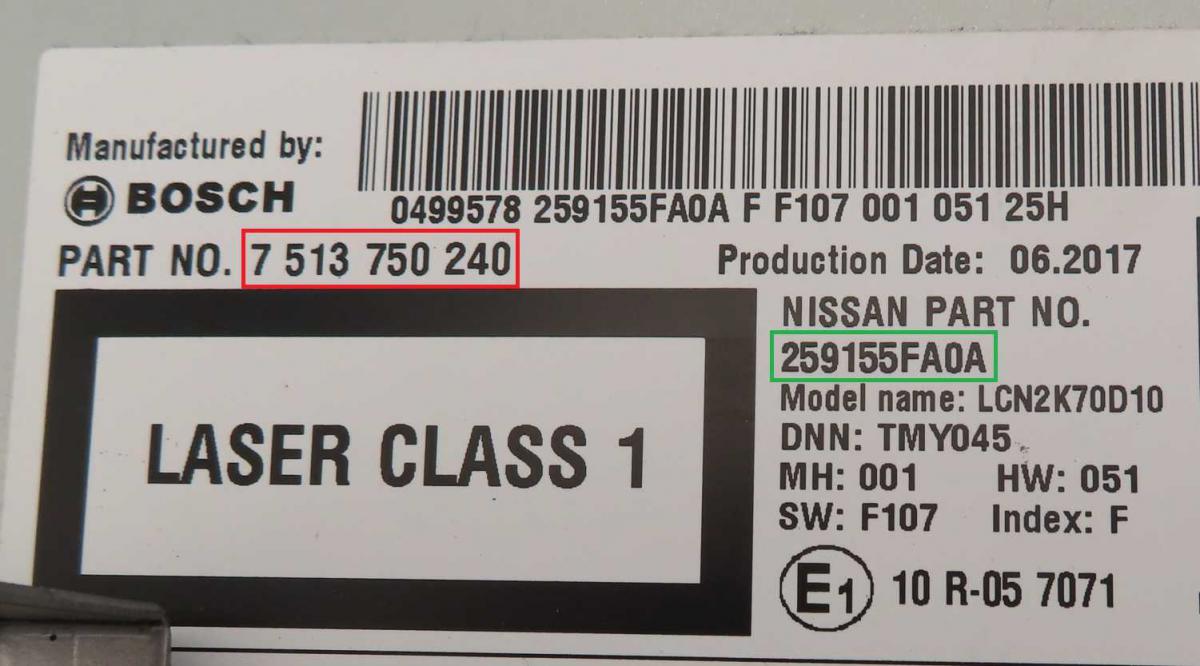 Manufactured by:
BOSCH
0499578 259155FA0A F F107 001 051 25H
PART NO. 7 513 750 240
Production Date: 06.2017
LASER CLASS 1
NISSAN PART NO.
259155FA0A
Model name: LCN2K70D10
DNN: TMY045
MH: 001 HW: 051
SW: F107 Index: F
E1 10 R-05 7071